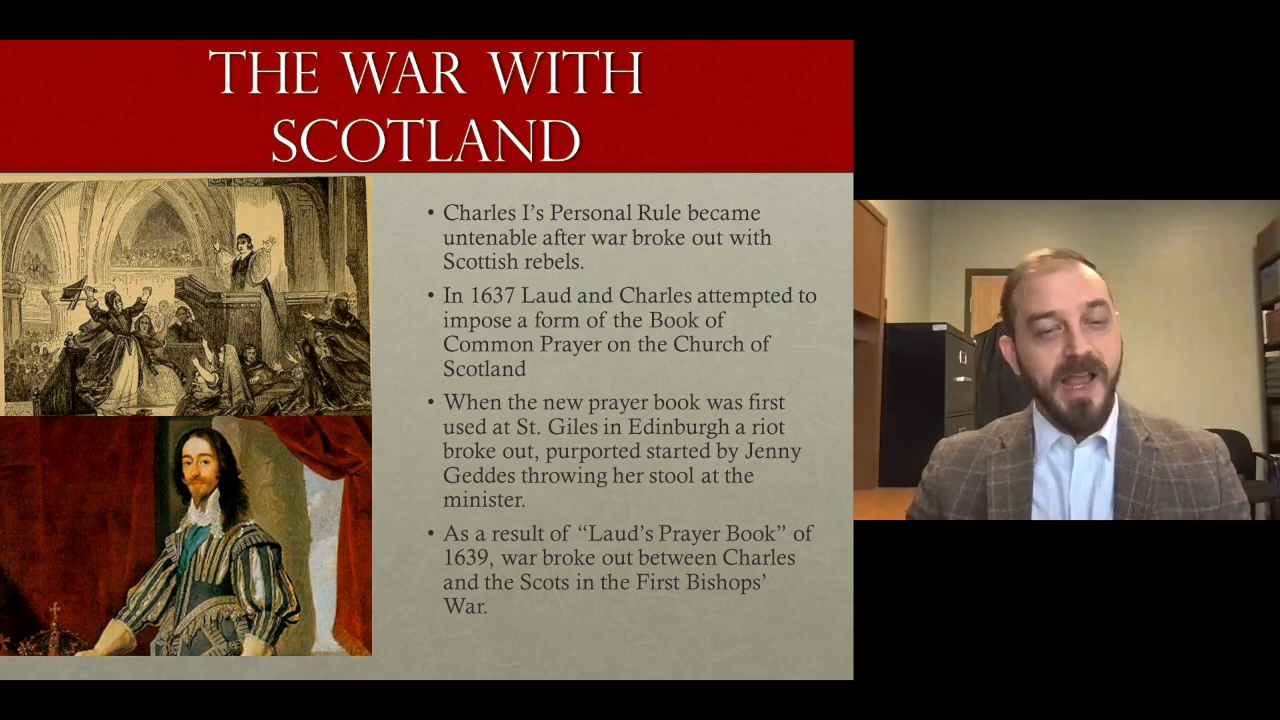 THE WAR WITH
SCOTLAND
• Charles I’s Personal Rule became
untenable after war broke out with
Scottish rebels.
• In 1637 Laud and Charles attempted to
impose a form of the Book of
Common Prayer on the Church of
Scotland
• When the new prayer book was first
used at St. Giles in Edinburgh a riot
broke out, purported started by Jenny
Geddes throwing her stool at the
minister.
• As a result of “Laud’s Prayer Book” of
1639, war broke out between Charles
and the Scots in the First Bishops’
War.